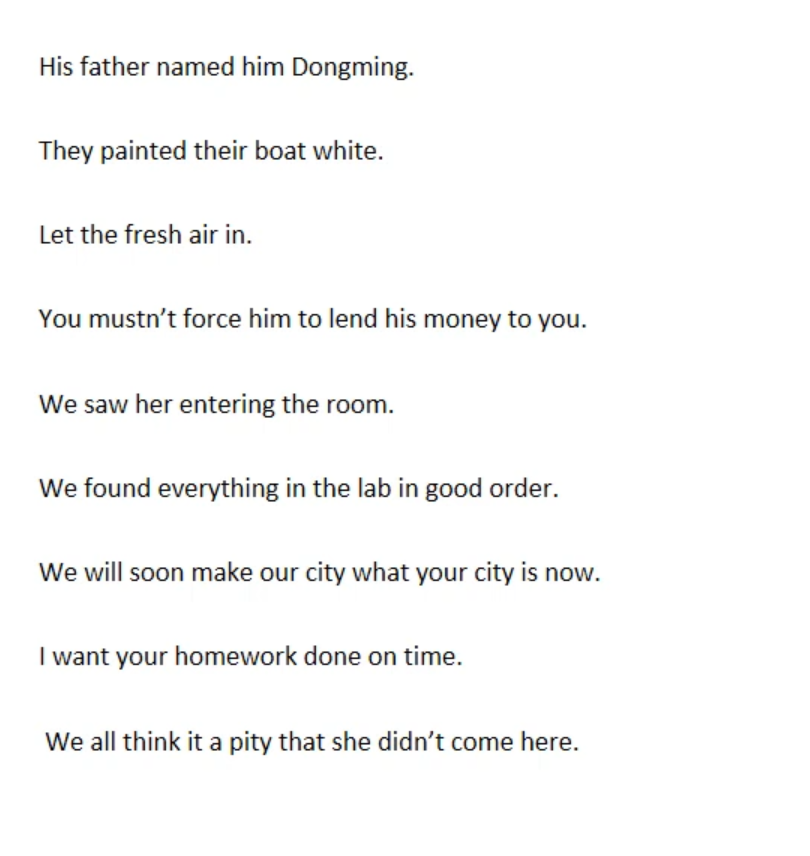 His father named him Dongming.
They painted their boat white.
Let the fresh air in.
You mustn’t force him to lend his money to you.
We saw her entering the room.
We found everything in the lab in good order.
We will soon make our city what your city is now.
I want your homework done on time.
We all think it a pity that she didn’t come here.